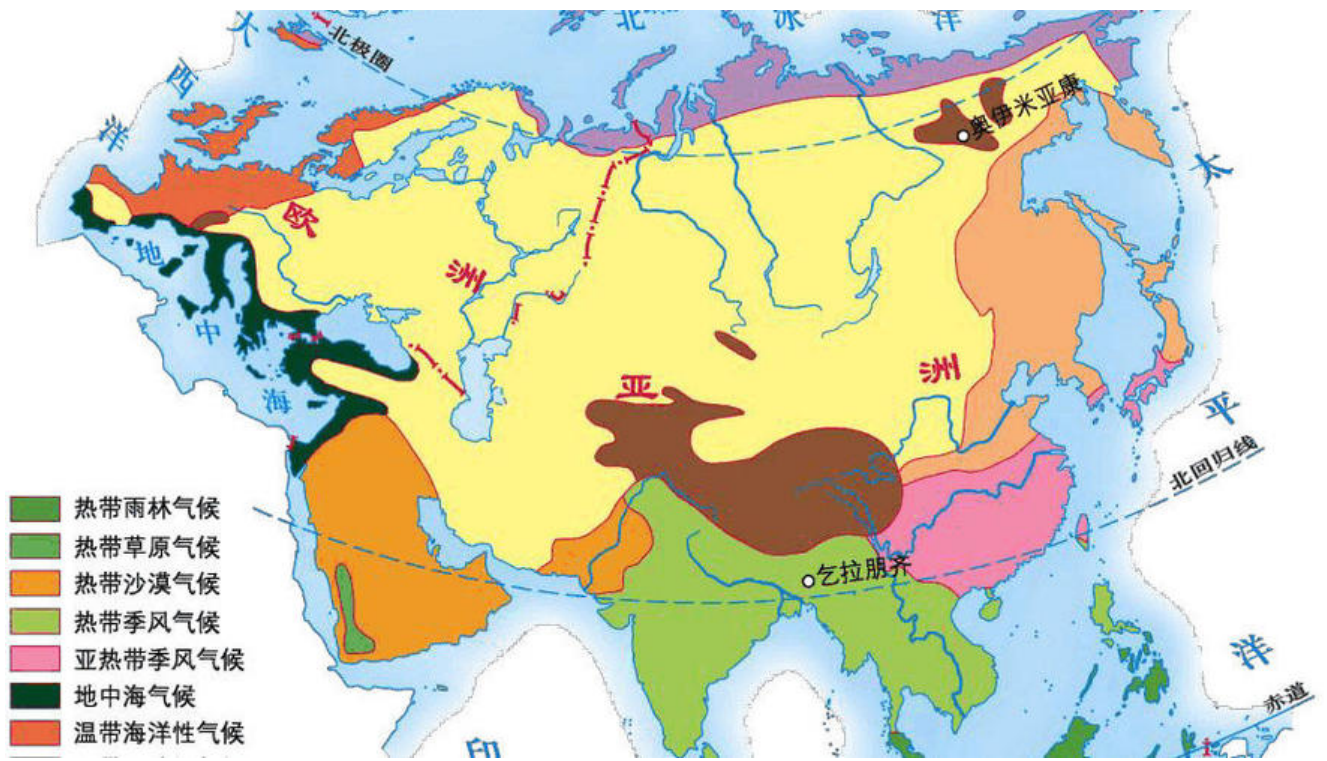 大西洋
北冰洋
北极圈
奥伊米亚康
太平洋
欧洲
地中海
亚洲
北回归线
乞拉朋齐
赤道
印
热带雨林气候
热带草原气候
热带沙漠气候
热带季风气候
亚热带季风气候
地中海气候
温带海洋性气候